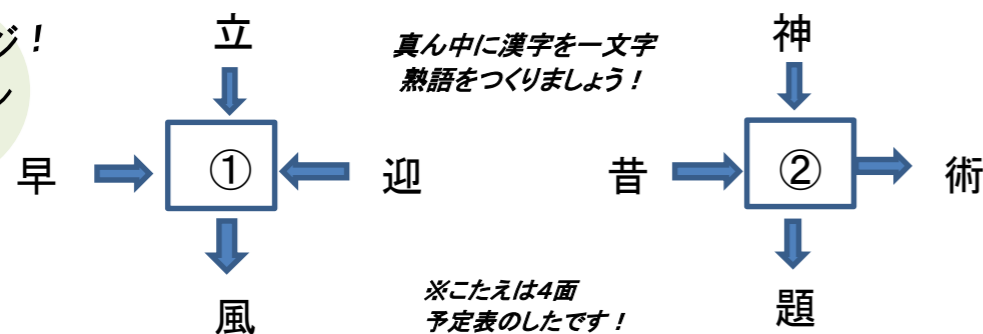 ジ！
ン
立
真ん中に漢字を一文字
熟語をつくりましょう！
神
早
①
迎
昔
②
術
風
※こたえは4面
予定表のしたです！
題